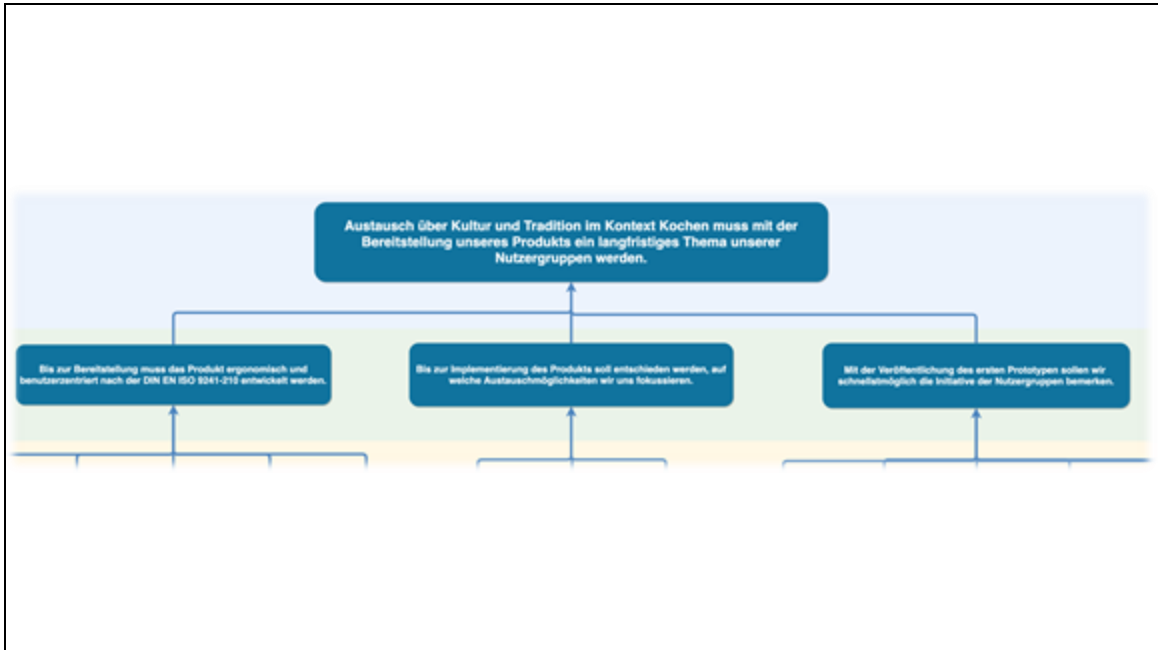 Austausch über Kultur und Tradition im Kontext Kochen muss mit der
Bereitstellung unseres Produkts ein langfristiges Thema unserer
Nutzergruppen werden.
Bis zur Bereitstellung muss das Produkt ergonomisch und
benutzerzentriert nach der DIN EN ISO 9241-210 entwickelt werden.
Bis zur Implementierung des Produkts soll entschieden werden, auf
welche Austauschmöglichkeiten wir uns fokussieren.
Mit der Veröffentlichung des ersten Prototypen sollen wir
schnellstmöglich die Initiative der Nutzergruppen bemerken.